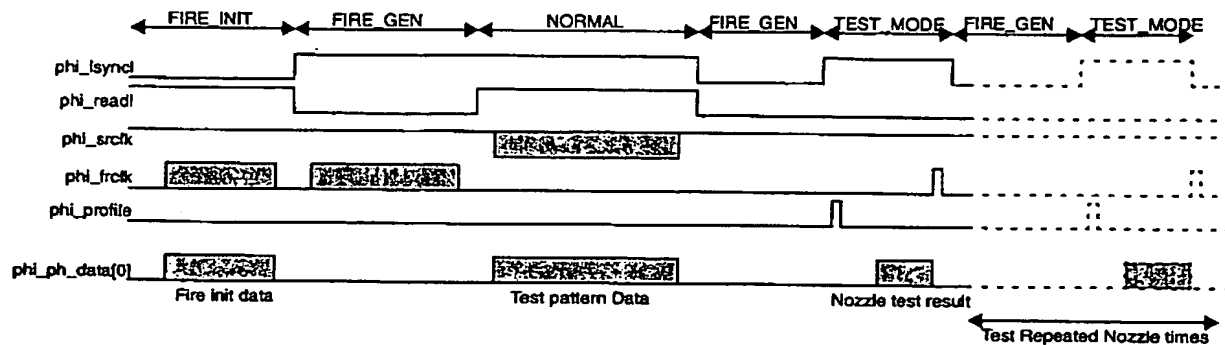 FIRE_INIT FIRE_GEN NORMAL FIRE_GEN TEST_MODE FIRE_GEN TEST_MODE
phi_lsyncl
phi_readl
phi_srclk
phi_frclk
phi_profile
phi_ph_data[0]
Fire init data Test pattern Data Nozzle test result
Test Repeated Nozzle times